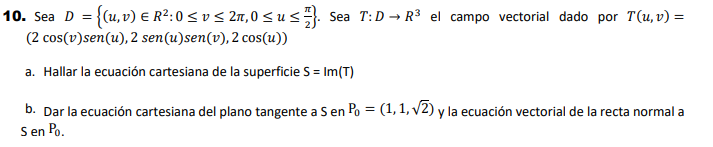 10. Sea D = {(u, v) ∈ R²: 0 ≤ v ≤ 2π, 0 ≤ u ≤ π/2}. Sea T: D → R³ el campo vectorial dado por T(u, v) =
(2 cos(v)sen(u), 2 sen(u)sen(v), 2 cos(u))
a. Hallar la ecuación cartesiana de la superficie S = Im(T)
b. Dar la ecuación cartesiana del plano tangente a S en P₀ = (1, 1, √2) y la ecuación vectorial de la recta normal a
S en P₀.